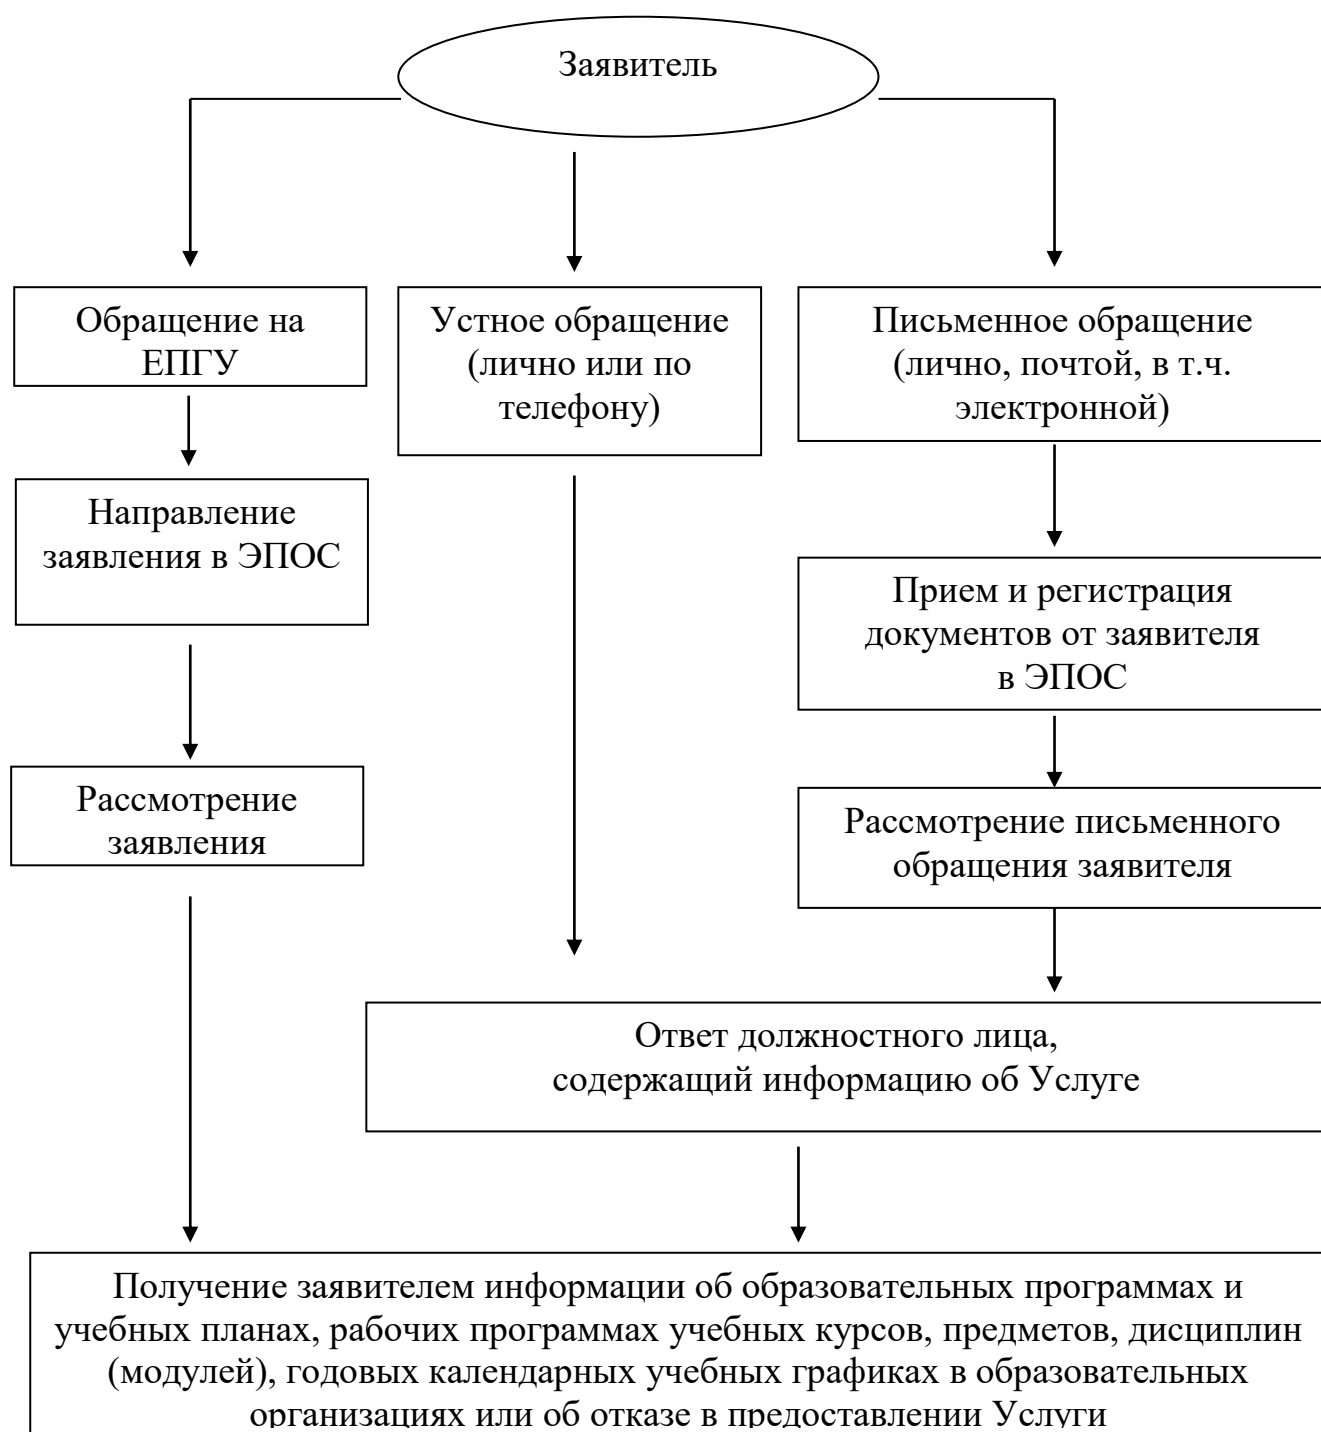 Заявитель
Обращение на
ЕПГУ
Устное обращение
(лично или по
телефону)
Письменное обращение
(лично, почтой, в т.ч.
электронной)
Направление
заявления в ЭПОС
Прием и регистрация
документов от заявителя
в ЭПОС
Рассмотрение
заявления
Рассмотрение письменного
обращения заявителя
Ответ должностного лица,
содержащий информацию об Услуге
Получение заявителем информации об образовательных программах и
учебных планах, рабочих программах учебных курсов, предметов, дисциплин
(модулей), годовых календарных учебных графиках в образовательных
организациях или об отказе в предоставлении Услуги